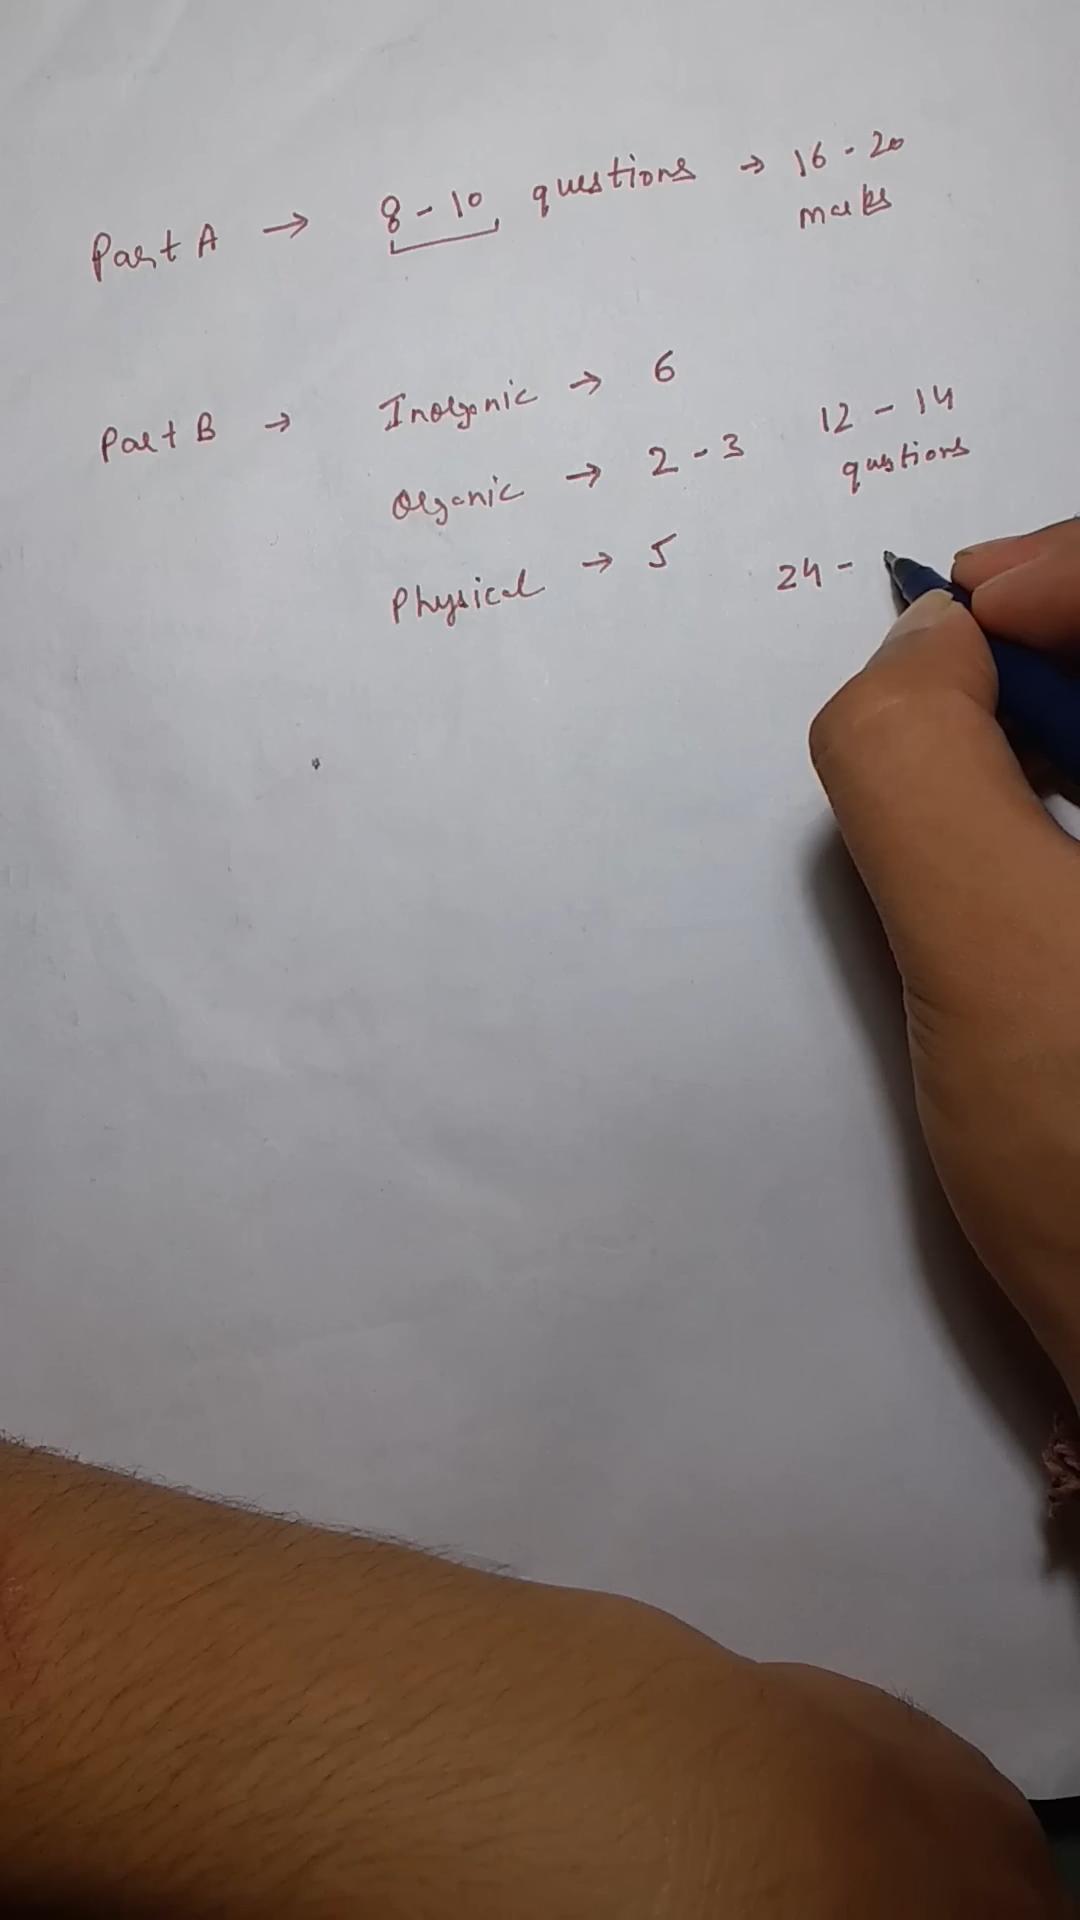 Part A → 8 - 10 questions → 16 - 20
marks
Part B → Inorganic → 6
Organic → 2 - 3
12 - 14
questions
Physical → 5
24 -